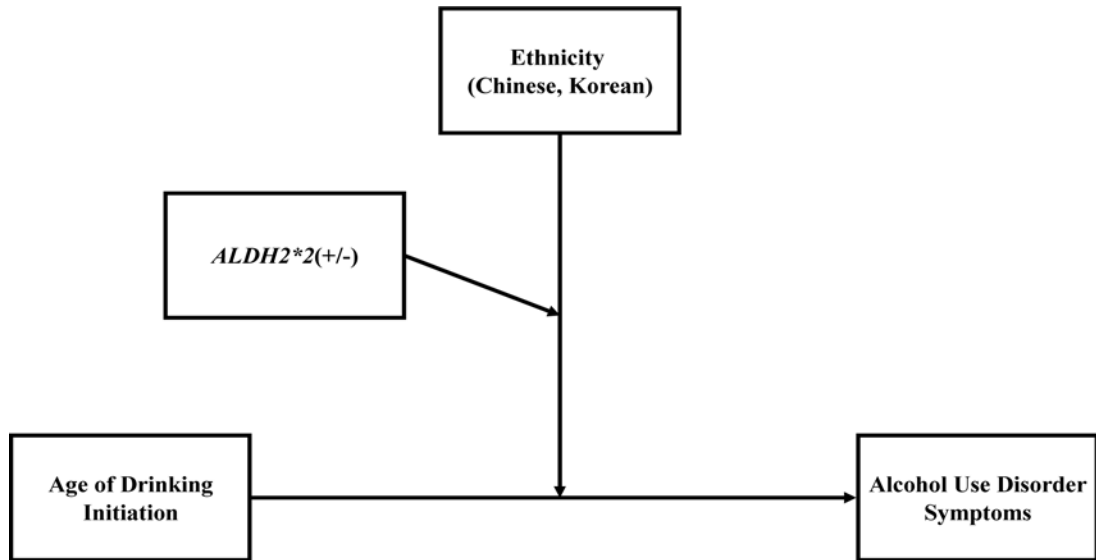 Ethnicity
(Chinese, Korean)
ALDH2*2(+/-)
Age of Drinking
Initiation
Alcohol Use Disorder
Symptoms